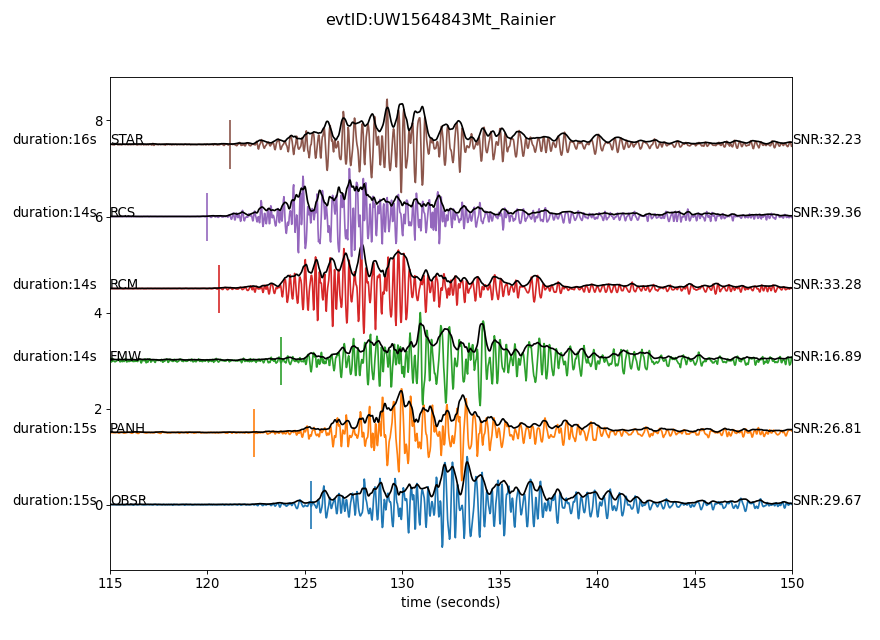 evtID:UW1564843Mt_Rainier
8
duration:16s STAR SNR:32.23
duration:14s RCS SNR:39.36
6
duration:14s RCM SNR:33.28
4
duration:14s FMW SNR:16.89
2
duration:15s PANH SNR:26.81
duration:15s OBSR SNR:29.67
0
115 120 125 130 135 140 145 150
time (seconds)